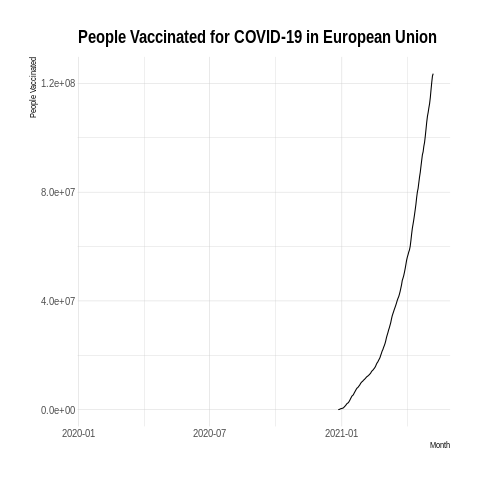 People Vaccinated for COVID-19 in European Union
People Vaccinated
1.2e+08
8.0e+07
4.0e+07
0.0e+00
2020-01
2020-07
2021-01
Month